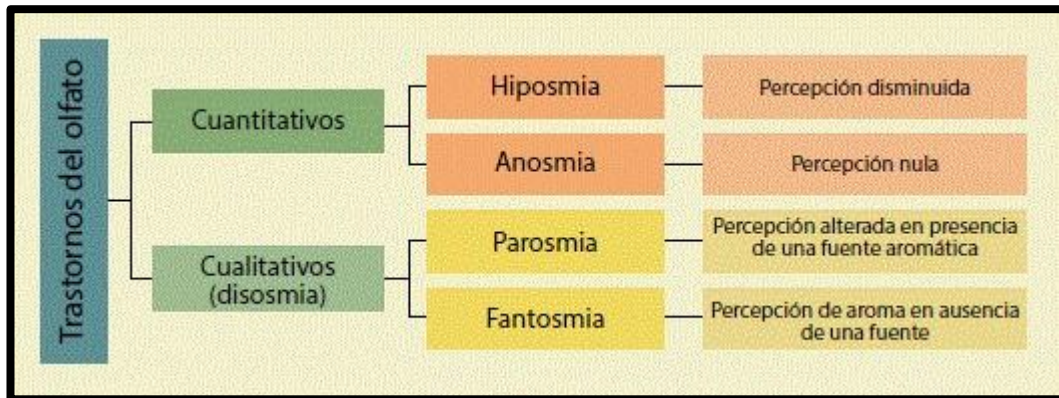 Trastornos del olfato
Cuantitativos
Hiposmia
Percepción disminuida
Anosmia
Percepción nula
Cualitativos
(disosmia)
Parosmia
Percepción alterada en presencia
de una fuente aromática
Fantosmia
Percepción de aroma en ausencia
de una fuente